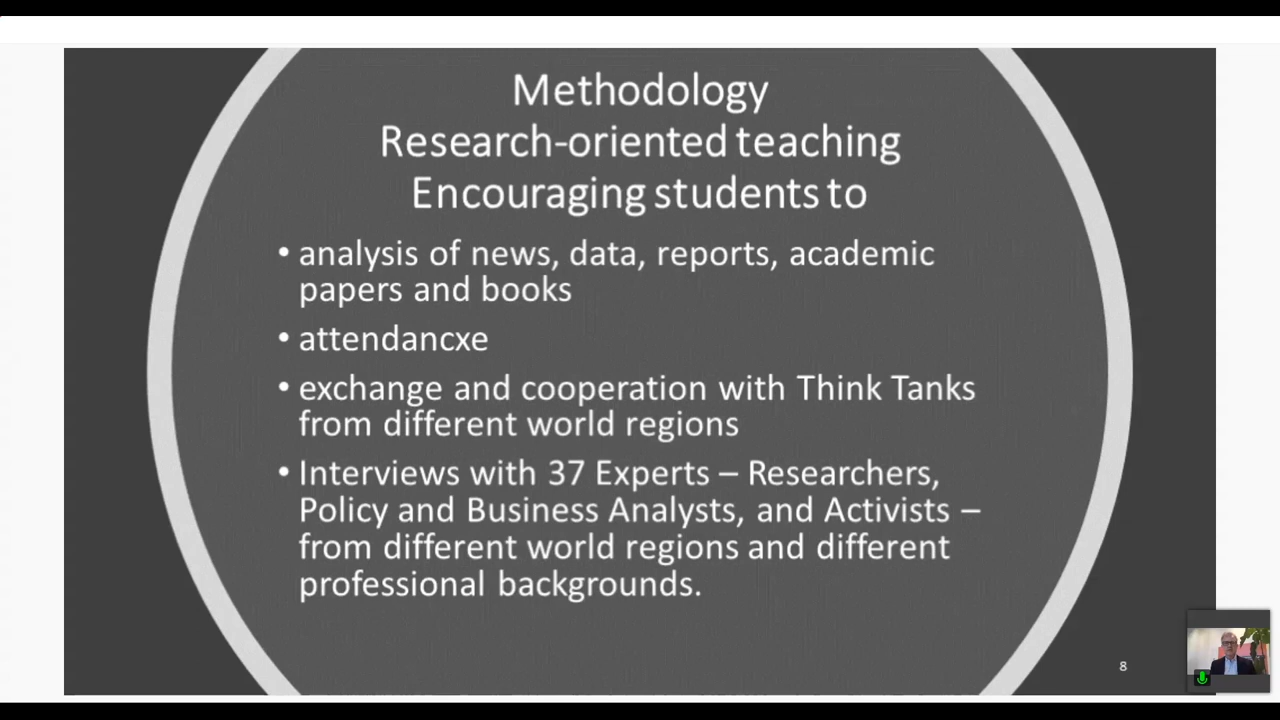 Methodology
Research-oriented teaching
Encouraging students to
• analysis of news, data, reports, academic
papers and books
• attendancxe
• exchange and cooperation with Think Tanks
from different world regions
• Interviews with 37 Experts – Researchers,
Policy and Business Analysts, and Activists –
from different world regions and different
professional backgrounds.
8